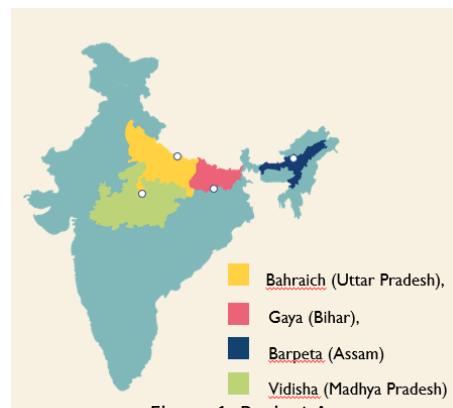 Bahraich (Uttar Pradesh),
Gaya (Bihar),
Barpeta (Assam)
Vidisha (Madhya Pradesh)